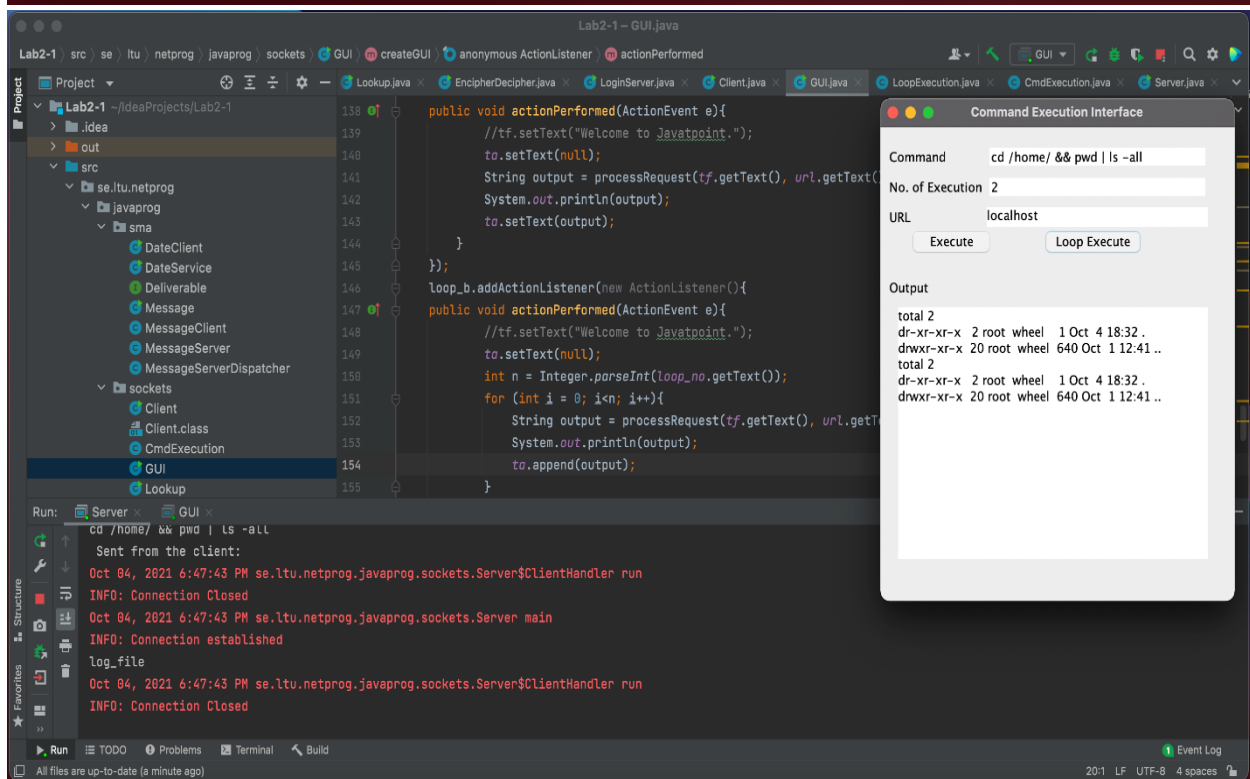 Lab2-1 – GUI.java
Lab2-1 〉 src 〉 se 〉 ltu 〉 netprog 〉 javaprog 〉 sockets 〉 GUI 〉 createGUI 〉 anonymous ActionListener 〉 actionPerformed
GUI
Project
Lookup.java
EncipherDecipher.java
LoginServer.java
Client.java
GUI.java
LoopExecution.java
CmdExecution.java
Server.java
Project
Lab2-1 ~/IdeaProjects/Lab2-1
.idea
out
src
se.ltu.netprog
javaprog
sma
DateClient
DateService
Deliverable
Message
MessageClient
MessageServer
MessageServerDispatcher
sockets
Client
Client.class
CmdExecution
GUI
Lookup
138 public void actionPerformed(ActionEvent e){
139 //tf.setText("Welcome to Javatpoint.");
140 ta.setText(null);
141 String output = processRequest(tf.getText(), url.getText(
142 System.out.println(output);
143 ta.setText(output);
144 }
145 });
146 loop_b.addActionListener(new ActionListener(){
147 public void actionPerformed(ActionEvent e){
148 //tf.setText("Welcome to Javatpoint.");
149 ta.setText(null);
150 int n = Integer.parseInt(loop_no.getText());
151 for (int i = 0; i<n; i++){
152 String output = processRequest(tf.getText(), url.getT
153 System.out.println(output);
154 ta.append(output);
155 }
Command Execution Interface
Command cd /home/ && pwd | ls -all
No. of Execution 2
URL localhost
Execute Loop Execute
Output
total 2
dr-xr-xr-x 2 root wheel 1 Oct 4 18:32 .
drwxr-xr-x 20 root wheel 640 Oct 1 12:41 ..
total 2
dr-xr-xr-x 2 root wheel 1 Oct 4 18:32 .
drwxr-xr-x 20 root wheel 640 Oct 1 12:41 ..
Run: Server GUI
cd /home/ && pwd | ls -all
Sent from the client:
Oct 04, 2021 6:47:43 PM se.ltu.netprog.javaprog.sockets.Server$ClientHandler run
INFO: Connection Closed
Oct 04, 2021 6:47:43 PM se.ltu.netprog.javaprog.sockets.Server main
INFO: Connection established
log_file
Oct 04, 2021 6:47:43 PM se.ltu.netprog.javaprog.sockets.Server$ClientHandler run
INFO: Connection Closed
Structure
Favorites
Run TODO Problems Terminal Build
1 Event Log
All files are up-to-date (a minute ago)
20:1 LF UTF-8 4 spaces